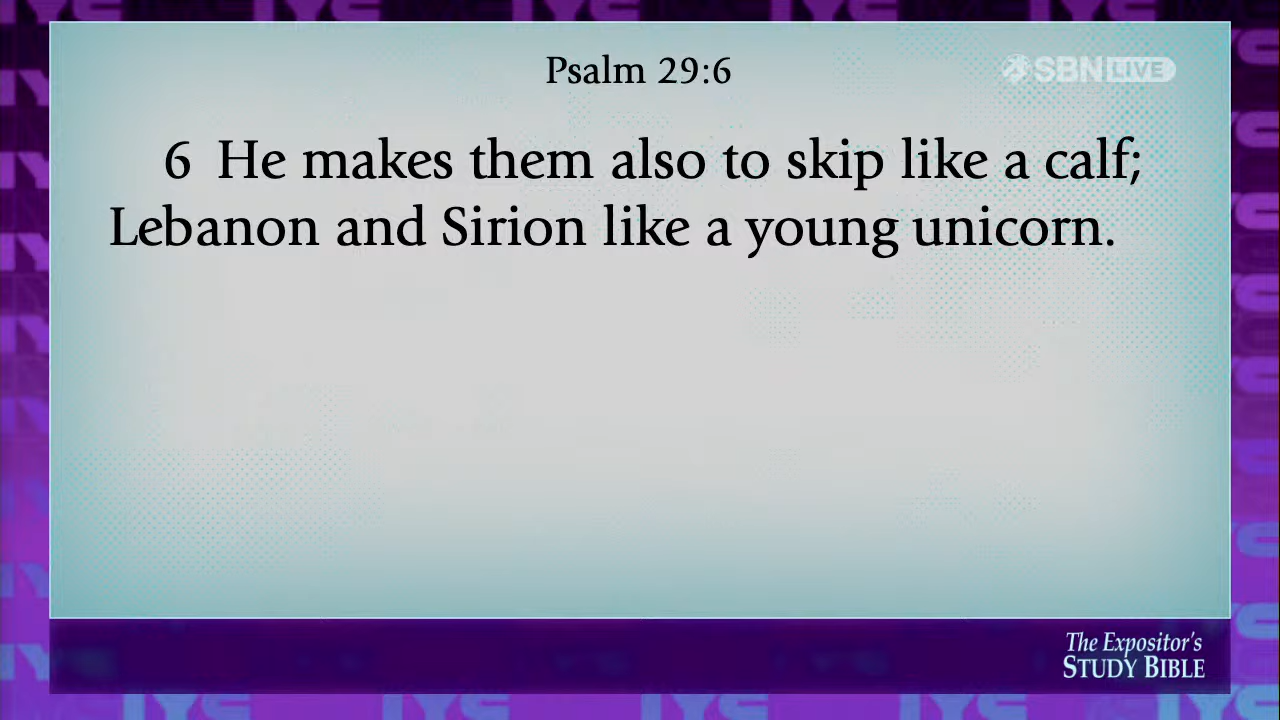 Psalm 29:6
SBN LIVE
6 He makes them also to skip like a calf;
Lebanon and Sirion like a young unicorn.
The Expositor's
STUDY BIBLE